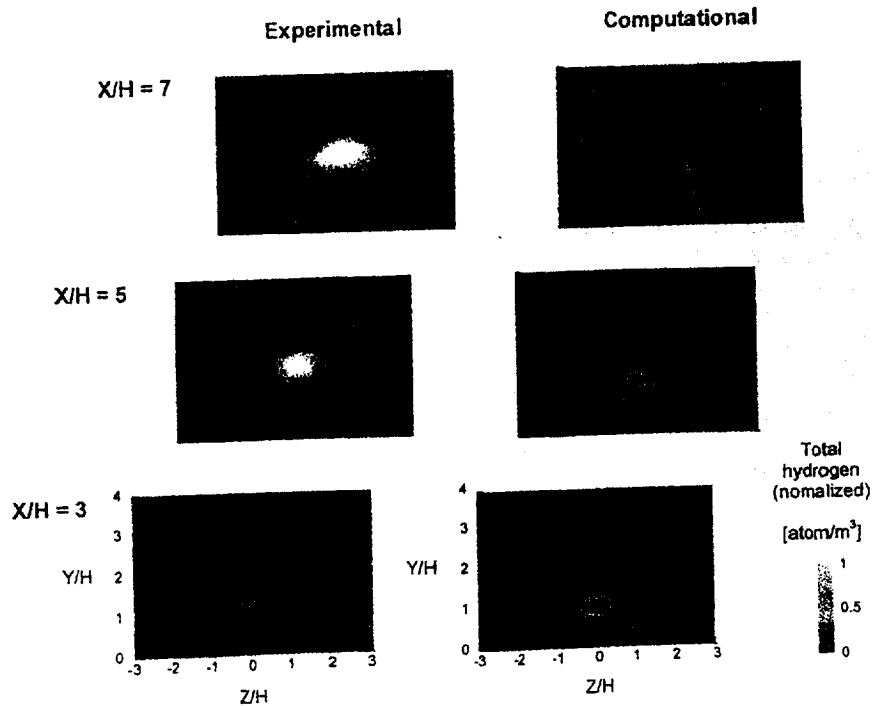 Experimental
Computational
X/H = 7
X/H = 5
X/H = 3
Total
hydrogen
(nomalized)
[atom/m³]
1
0.5
0
4
3
2
1
0
Y/H
-3 -2 -1 0 1 2 3
Z/H
4
3
2
1
0
Y/H
-3 -2 -1 0 1 2 3
Z/H